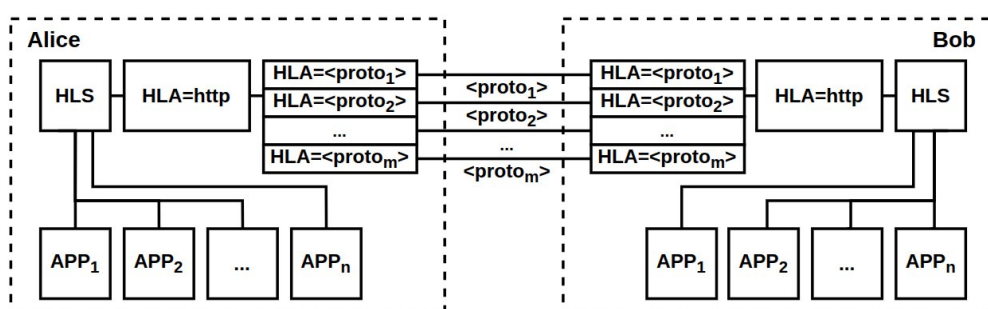 Alice
Bob
HLS
HLA=http
HLA=<proto₁>
HLA=<proto₂>
...
HLA=<protoₘ>
<proto₁>
<proto₂>
...
<protoₘ>
HLA=<proto₁>
HLA=<proto₂>
...
HLA=<protoₘ>
HLA=http
HLS
APP₁
APP₂
...
APPₙ
APP₁
APP₂
...
APPₙ